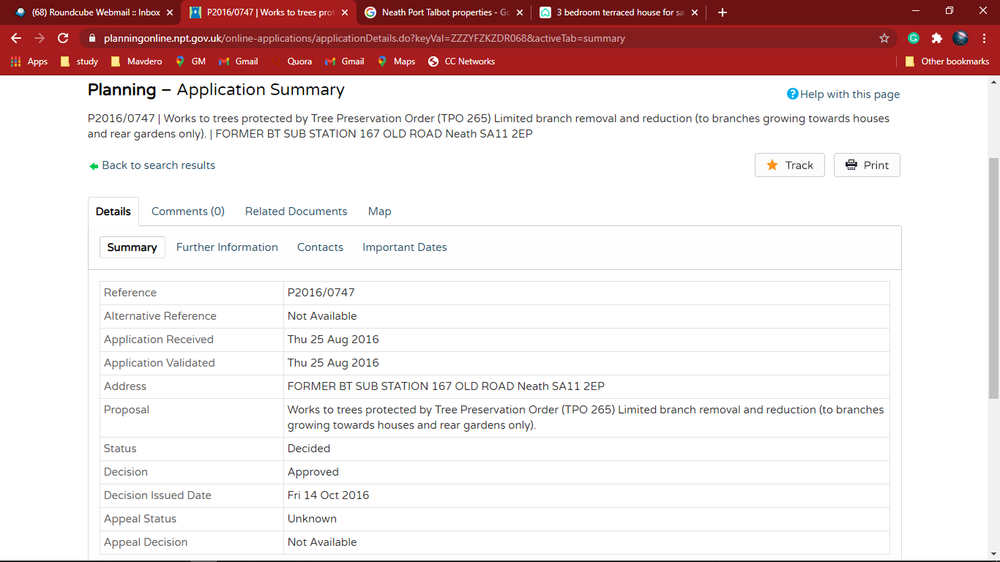 (68) Roundcube Webmail :: Inbox
P2016/0747 | Works to trees prot
Neath Port Talbot properties - Go
3 bedroom terraced house for sa
planningonline.npt.gov.uk/online-applications/applicationDetails.do?keyVal=ZZZYFZKZDR068&activeTab=summary
Apps study Mavdero GM Gmail Quora Gmail Maps CC Networks Other bookmarks
Planning – Application Summary
Help with this page
P2016/0747 | Works to trees protected by Tree Preservation Order (TPO 265) Limited branch removal and reduction (to branches growing towards houses
and rear gardens only). | FORMER BT SUB STATION 167 OLD ROAD Neath SA11 2EP
Back to search results
Track Print
Details Comments (0) Related Documents Map
Summary Further Information Contacts Important Dates
Reference P2016/0747
Alternative Reference Not Available
Application Received Thu 25 Aug 2016
Application Validated Thu 25 Aug 2016
Address FORMER BT SUB STATION 167 OLD ROAD Neath SA11 2EP
Proposal Works to trees protected by Tree Preservation Order (TPO 265) Limited branch removal and reduction (to branches
growing towards houses and rear gardens only).
Status Decided
Decision Approved
Decision Issued Date Fri 14 Oct 2016
Appeal Status Unknown
Appeal Decision Not Available